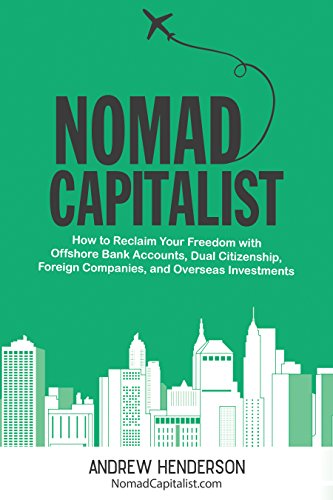 NOMAD
CAPITALIST
How to Reclaim Your Freedom with
Offshore Bank Accounts, Dual Citizenship,
Foreign Companies, and Overseas Investments
ANDREW HENDERSON
NomadCapitalist.com